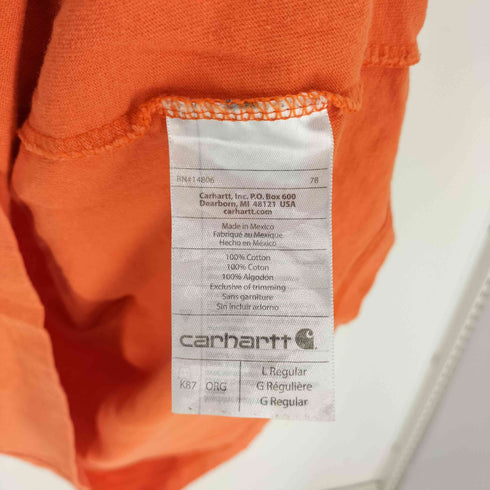 RN#14806 78
Carhartt, Inc. P.O. Box 600
Dearborn, MI 48121 USA
carhartt.com
Made in Mexico
Fabriqué au Mexique
Hecho en México
100% Cotton
100% Coton
100% Algodón
Exclusive of trimming
Sans garniture
Sin incluir adorno
carhartt
K87 ORG
L Regular
G Régulière
G Regular